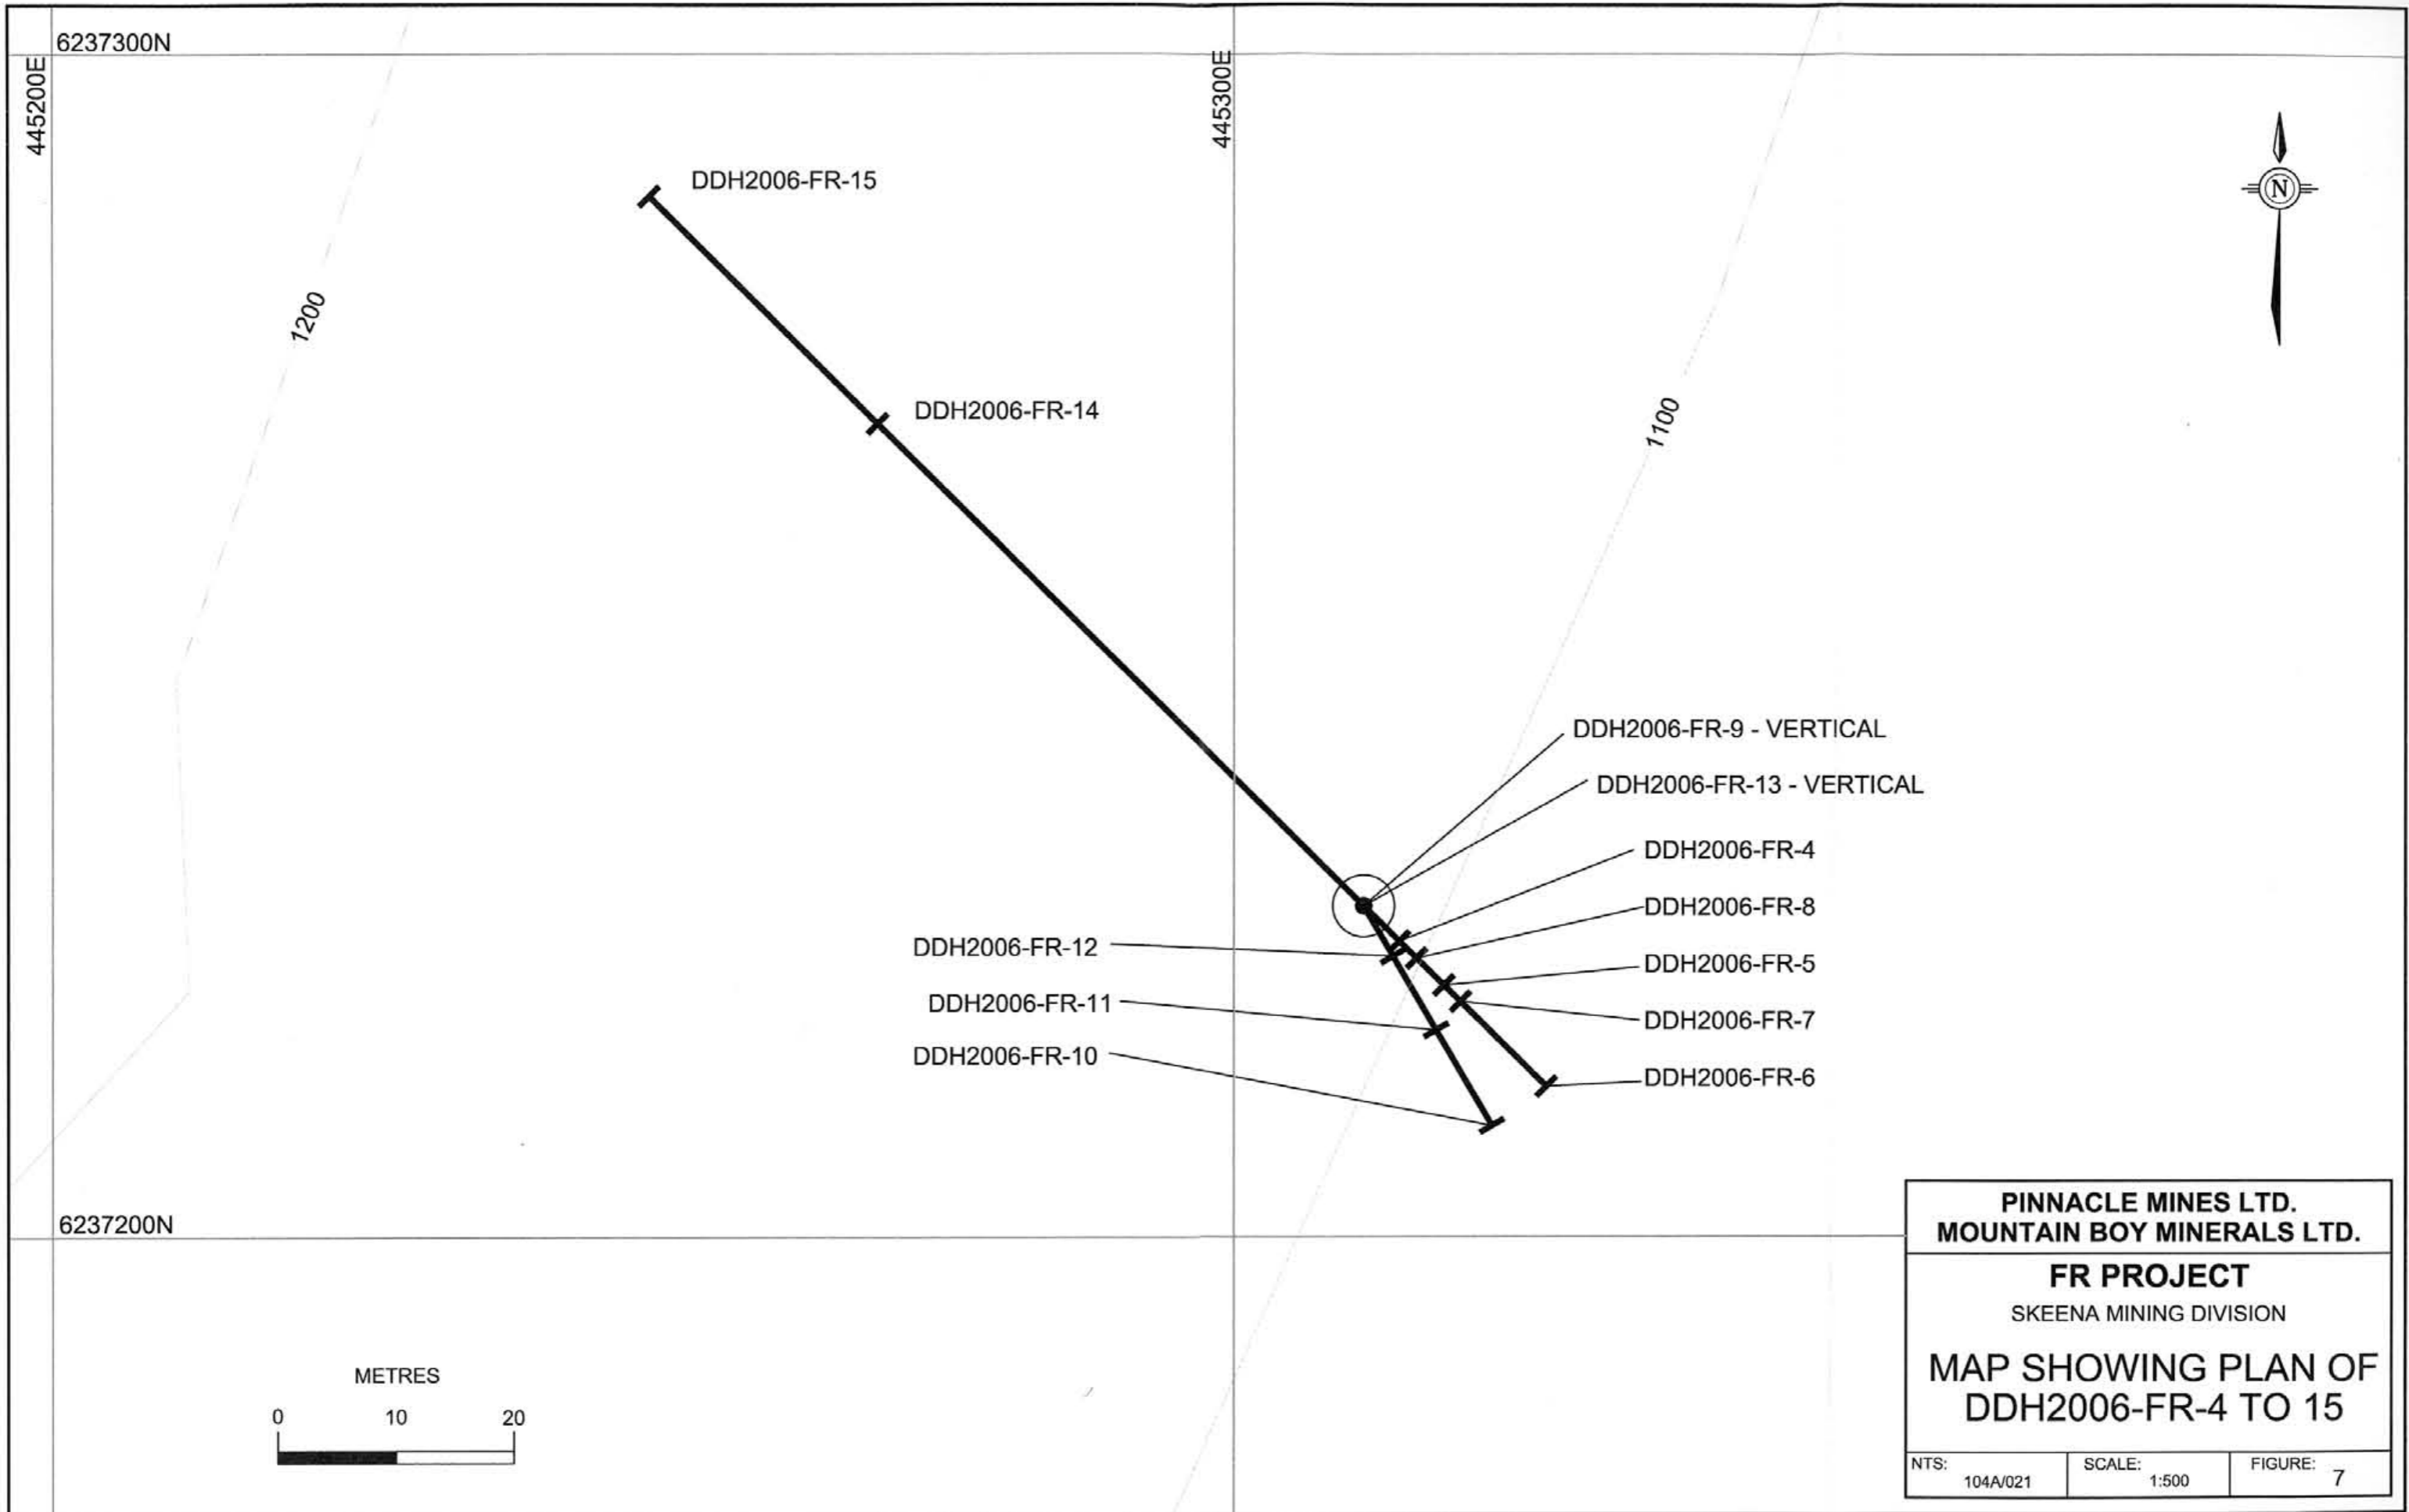 6237300N
445200E
445300E
N
DDH2006-FR-15
1200
DDH2006-FR-14
1100
DDH2006-FR-9 - VERTICAL
DDH2006-FR-13 - VERTICAL
DDH2006-FR-4
DDH2006-FR-8
DDH2006-FR-12
DDH2006-FR-5
DDH2006-FR-11
DDH2006-FR-7
DDH2006-FR-10
DDH2006-FR-6
6237200N
PINNACLE MINES LTD.
MOUNTAIN BOY MINERALS LTD.
FR PROJECT
SKEENA MINING DIVISION
MAP SHOWING PLAN OF
DDH2006-FR-4 TO 15
NTS: 104A/021
SCALE: 1:500
FIGURE: 7
METRES
0 10 20